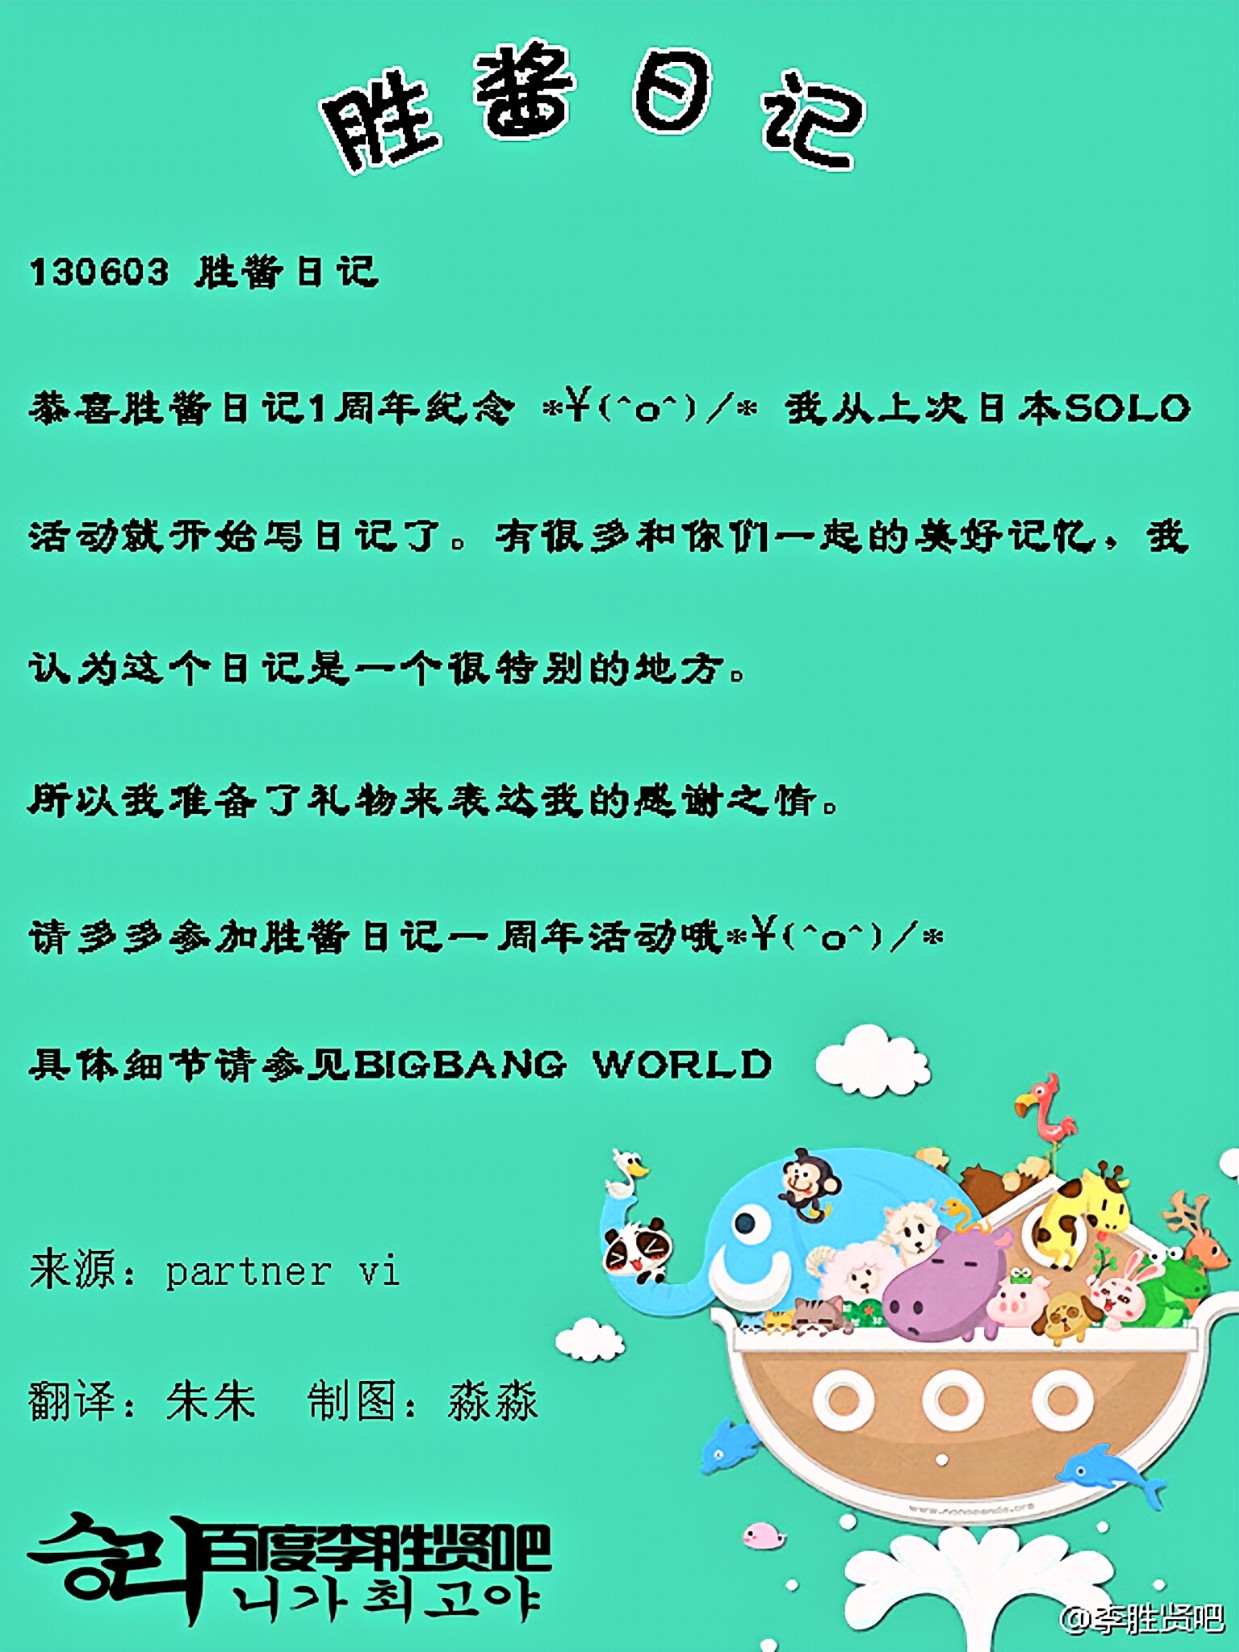 胜酱日记
130603 胜酱日记
恭喜胜酱日记1周年纪念 *¥(^o^)/* 我从上次日本SOLO
活动就开始写日记了。有很多和你们一起的美好记忆，我
认为这个日记是一个很特别的地方。
所以我准备了礼物来表达我的感谢之情。
请多多参加胜酱日记一周年活动哦*¥(^o^)/*
具体细节请参见BIGBANG WORLD
来源：partner vi
翻译：朱朱 制图：淼淼
승리百度李胜贤吧
니가 최고야
@李胜贤吧